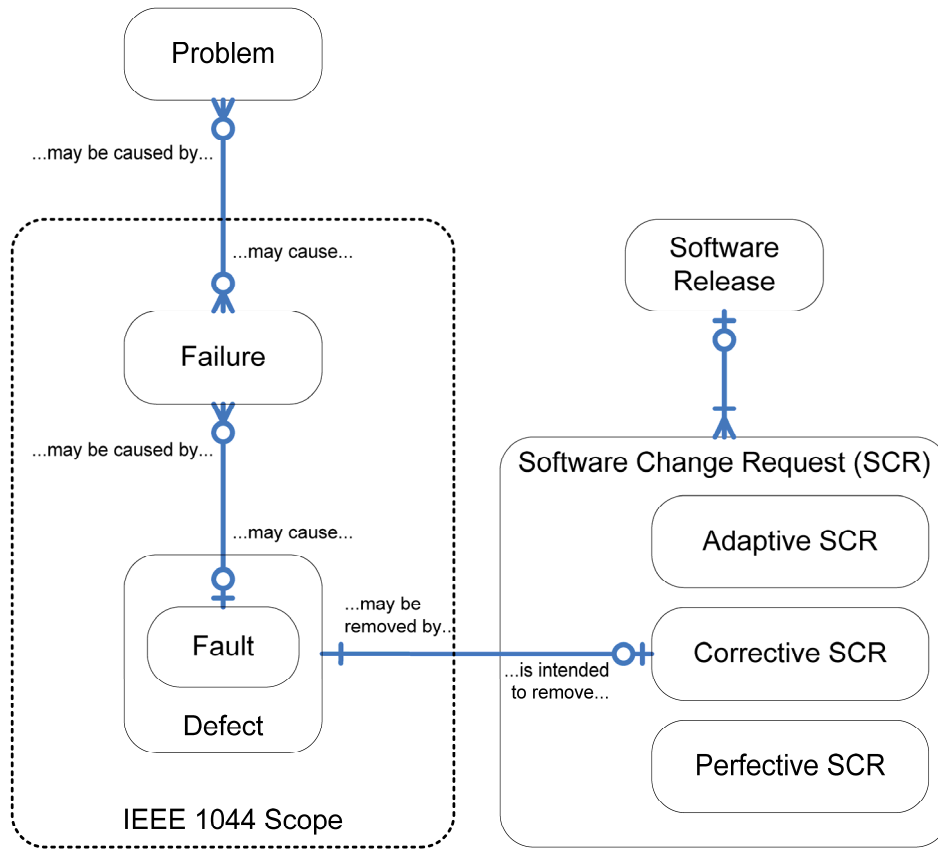 Problem
...may be caused by...
...may cause...
Failure
...may be caused by...
...may cause...
Fault
Defect
IEEE 1044 Scope
...may be
removed by..
...is intended
to remove...
Software
Release
Software Change Request (SCR)
Adaptive SCR
Corrective SCR
Perfective SCR